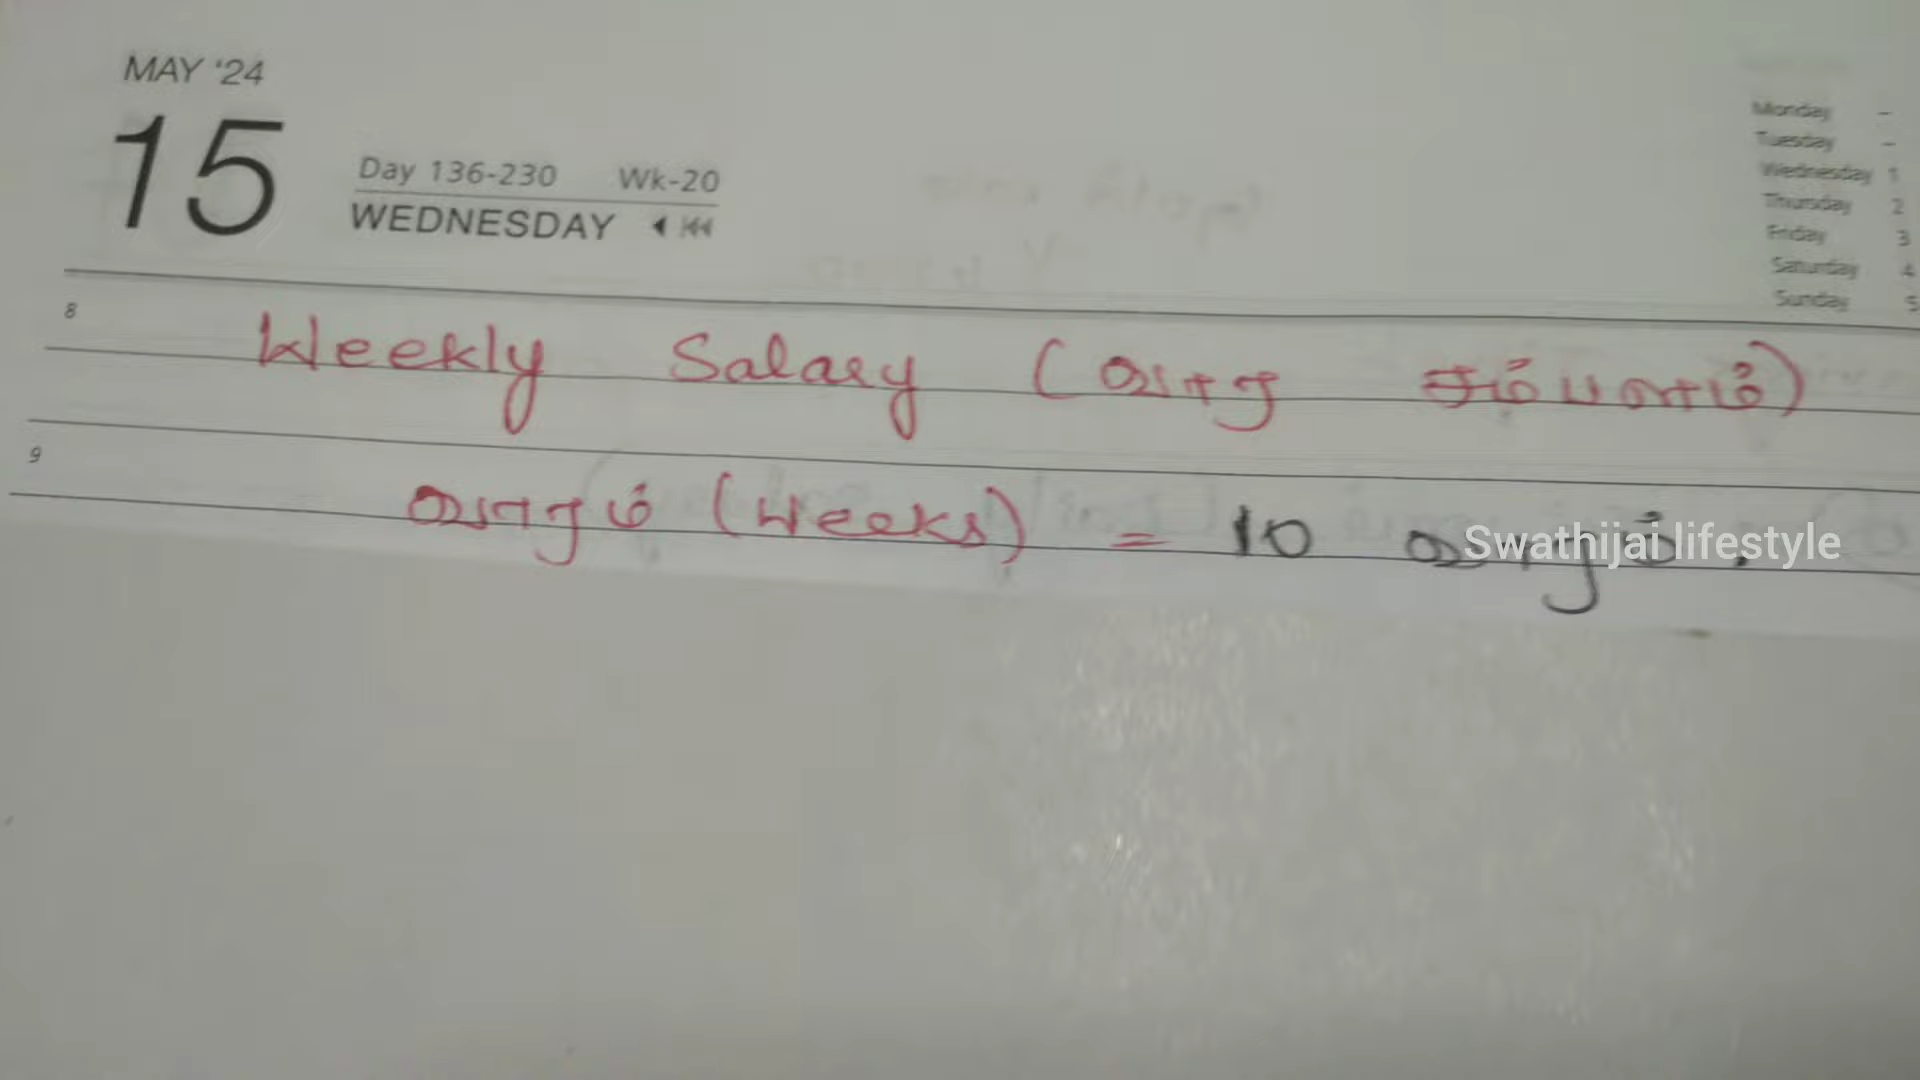 MAY '24
15
Day 136-230 Wk-20
WEDNESDAY
Monday -
Tuesday -
Wednesday 1
Thursday 2
Friday 3
Saturday 4
Sunday 5
8
Weekly Salary (வார சம்பளம்)
9
வாரம் (Weeks) = 10 வாரம்.
Swathijai lifestyle